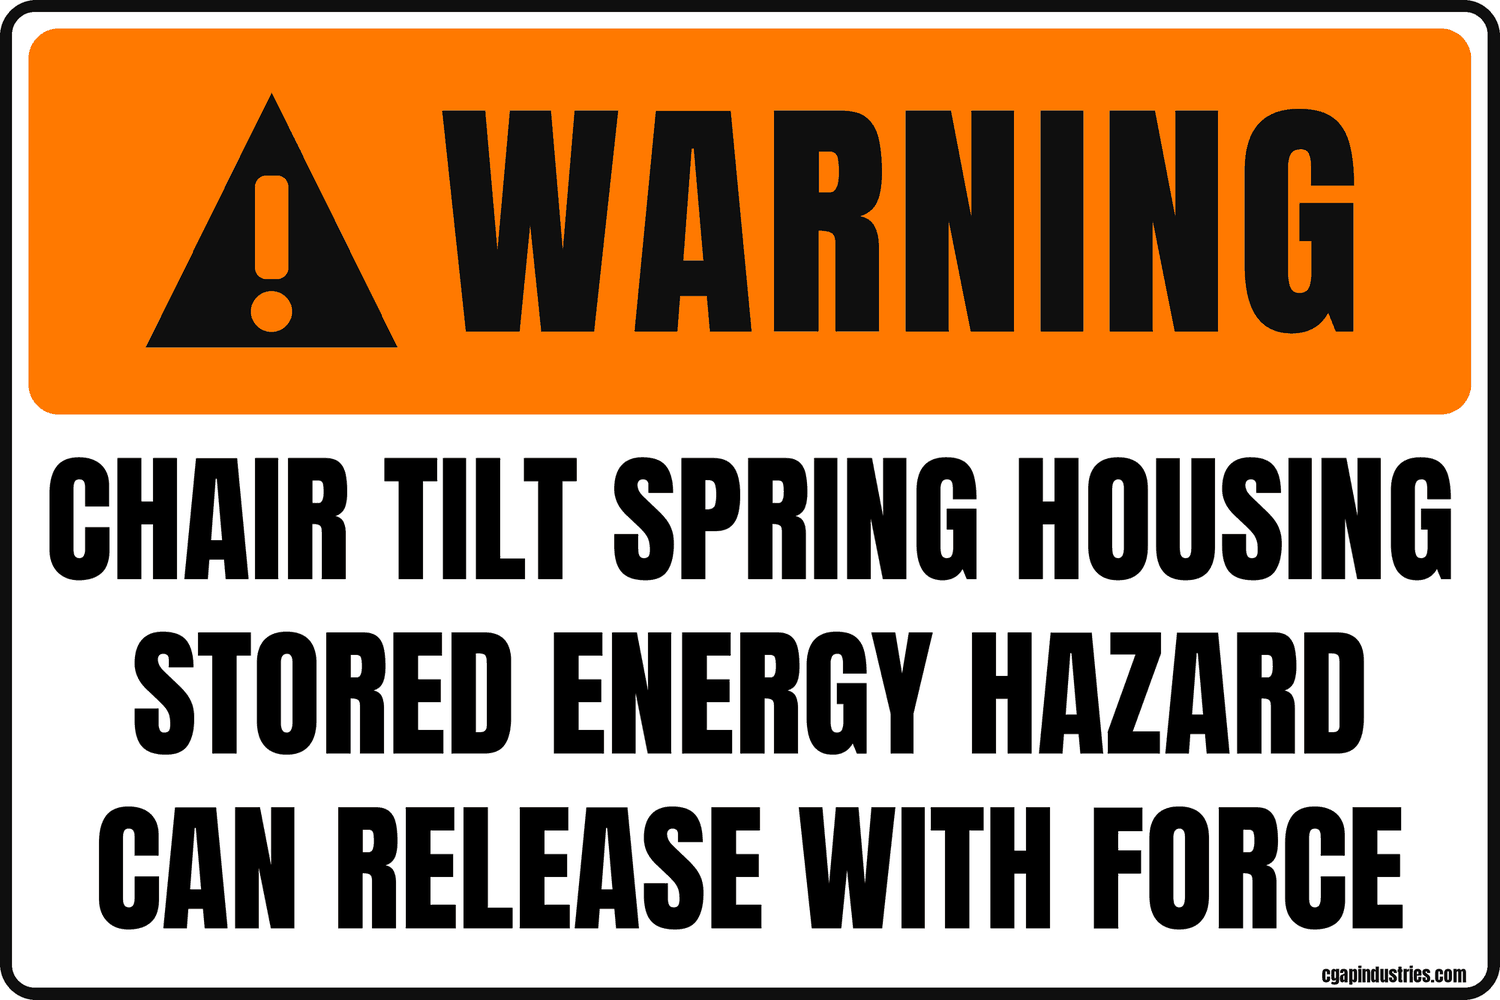 WARNING
CHAIR TILT SPRING HOUSING
STORED ENERGY HAZARD
CAN RELEASE WITH FORCE
cgapindustries.com